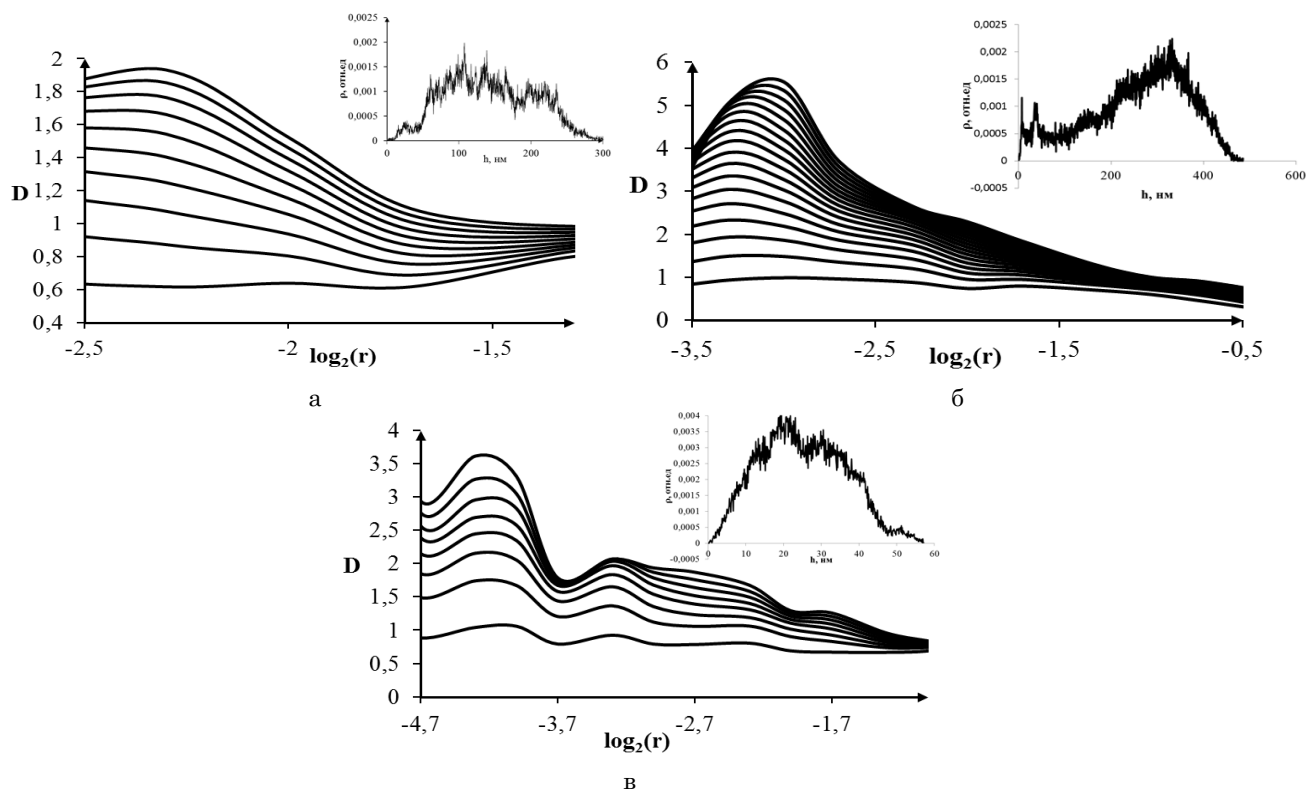 0,0025
0,002
0,0015
0,001
0,0005
0
ρ, отн.ед
0 100 200 300
h, нм
2
1,8
1,6
1,4
1,2
1
0,8
0,6
0,4
D
-2,5 -2 -1,5
log₂(r)
а
0,0025
0,002
0,0015
0,001
0,0005
0
-0,0005
ρ, отн.ед
0 200 400 600
h, нм
6
5
4
3
2
1
0
D
-3,5 -2,5 -1,5 -0,5
log₂(r)
б
0,004
0,0035
0,003
0,0025
0,002
0,0015
0,001
0,0005
0
-0,0005
ρ, отн.ед
0 10 20 30 40 50 60
h, нм
4
3,5
3
2,5
2
1,5
1
0,5
0
D
-4,7 -3,7 -2,7 -1,7
log₂(r)
в